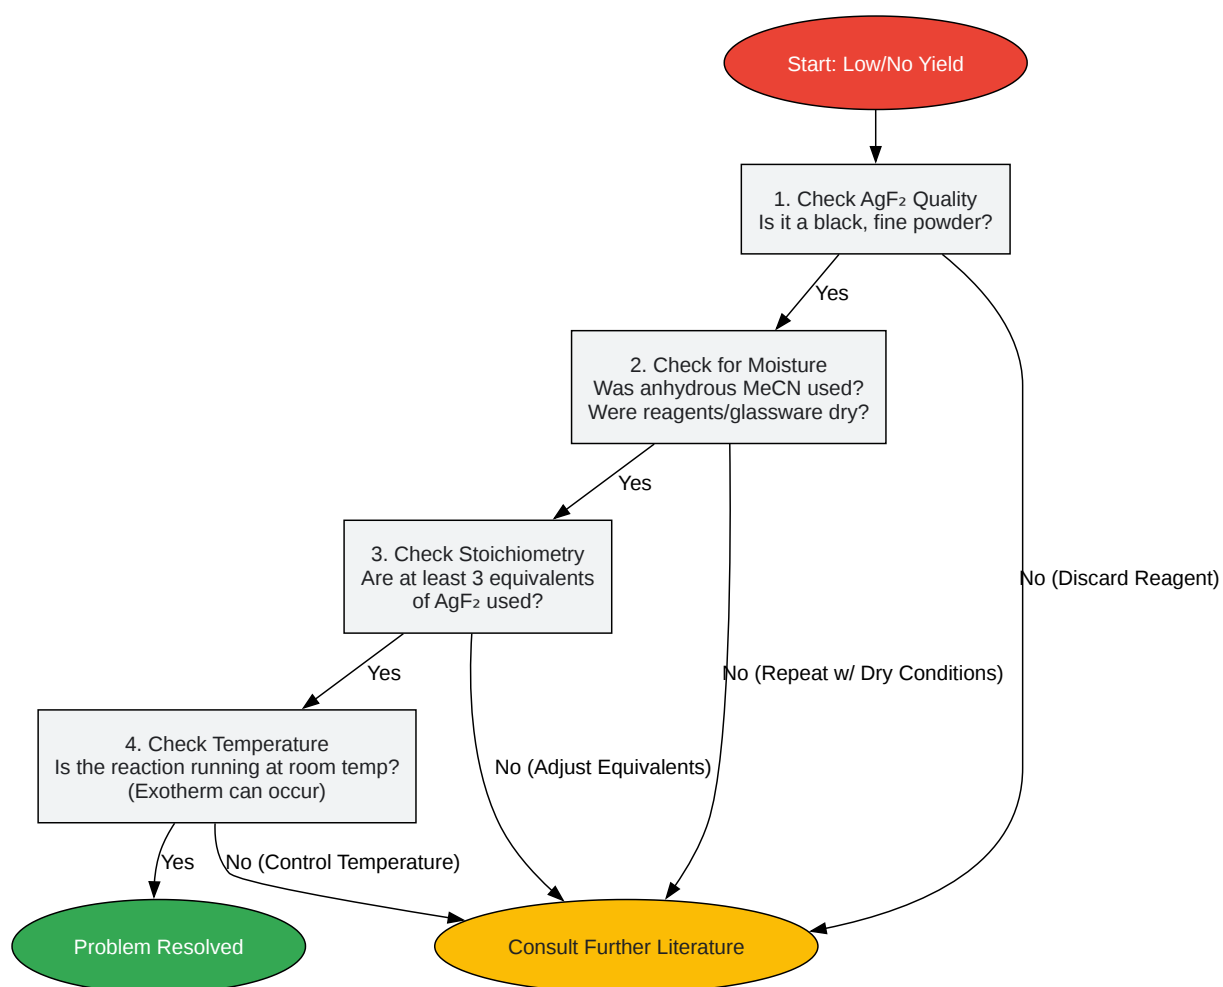 Start: Low/No Yield
1. Check AgF₂ Quality
Is it a black, fine powder?
Yes
2. Check for Moisture
Was anhydrous MeCN used?
Were reagents/glassware dry?
Yes
3. Check Stoichiometry
Are at least 3 equivalents
of AgF₂ used?
No (Discard Reagent)
Yes
No (Repeat w/ Dry Conditions)
4. Check Temperature
Is the reaction running at room temp?
(Exotherm can occur)
No (Adjust Equivalents)
Yes
No (Control Temperature)
Problem Resolved
Consult Further Literature